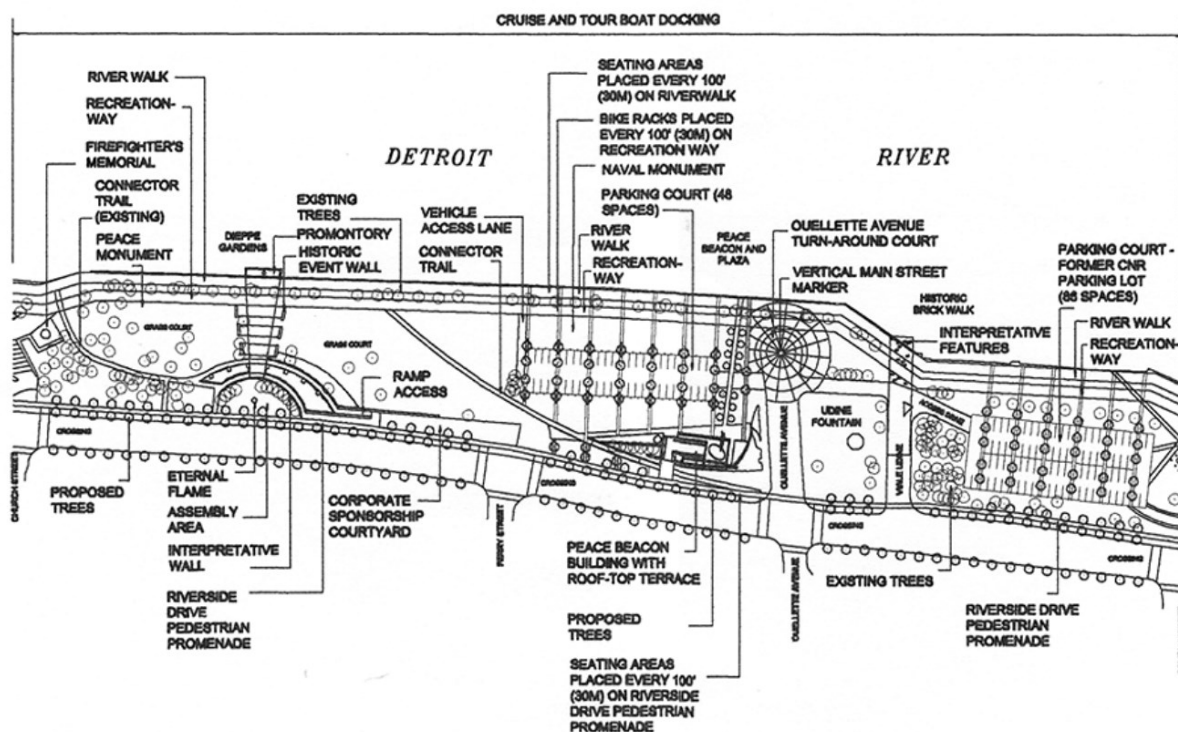 CRUISE AND TOUR BOAT DOCKING
RIVER WALK
RECREATION-
WAY
FIREFIGHTER'S
MEMORIAL
CONNECTOR
TRAIL
(EXISTING)
PEACE
MONUMENT
DIEPPE
GARDENS
EXISTING
TREES
PROMONTORY
HISTORIC
EVENT WALL
DETROIT
VEHICLE
ACCESS LANE
CONNECTOR
TRAIL
SEATING AREAS
PLACED EVERY 100'
(30M) ON RIVERWALK
BIKE RACKS PLACED
EVERY 100' (30M) ON
RECREATION WAY
NAVAL MONUMENT
PARKING COURT (48
SPACES)
RIVER
WALK
RECREATION-
WAY
PEACE
BEACON AND
PLAZA
RIVER
OUELLETTE AVENUE
TURN-AROUND COURT
VERTICAL MAIN STREET
MARKER
HISTORIC
BRICK WALK
INTERPRETATIVE
FEATURES
PARKING COURT -
FORMER CNR
PARKING LOT
(86 SPACES)
RIVER WALK
RECREATION-
WAY
GRASS COURT
GRASS COURT
RAMP
ACCESS
OUELLETTE AVENUE
UDINE
FOUNTAIN
VIALE UDINE
ACCESS DRIVE
CHURCH STREET
CROSSING
PROPOSED
TREES
ETERNAL
FLAME
ASSEMBLY
AREA
INTERPRETATIVE
WALL
RIVERSIDE
DRIVE
PEDESTRIAN
PROMENADE
CORPORATE
SPONSORSHIP
COURTYARD
FERRY STREET
CROSSING
PEACE BEACON
BUILDING WITH
ROOF-TOP TERRACE
PROPOSED
TREES
SEATING AREAS
PLACED EVERY 100'
(30M) ON RIVERSIDE
DRIVE PEDESTRIAN
PROMENADE
OUELLETTE AVENUE
CROSSING
EXISTING TREES
CROSSING
RIVERSIDE DRIVE
PEDESTRIAN
PROMENADE